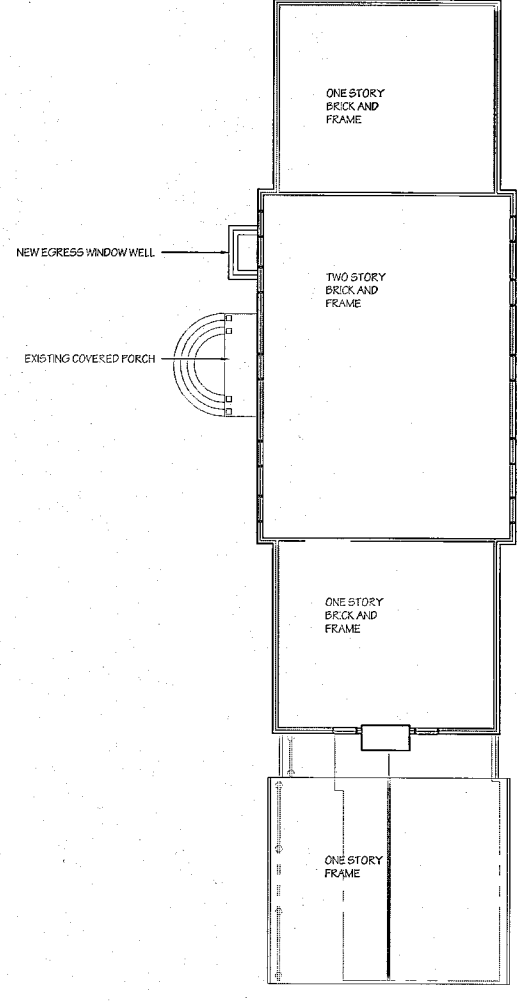 ONE STORY
BRICK AND
FRAME
NEW EGRESS WINDOW WELL
TWO STORY
BRICK AND
FRAME
EXISTING COVERED PORCH
ONE STORY
BRICK AND
FRAME
ONE STORY
FRAME